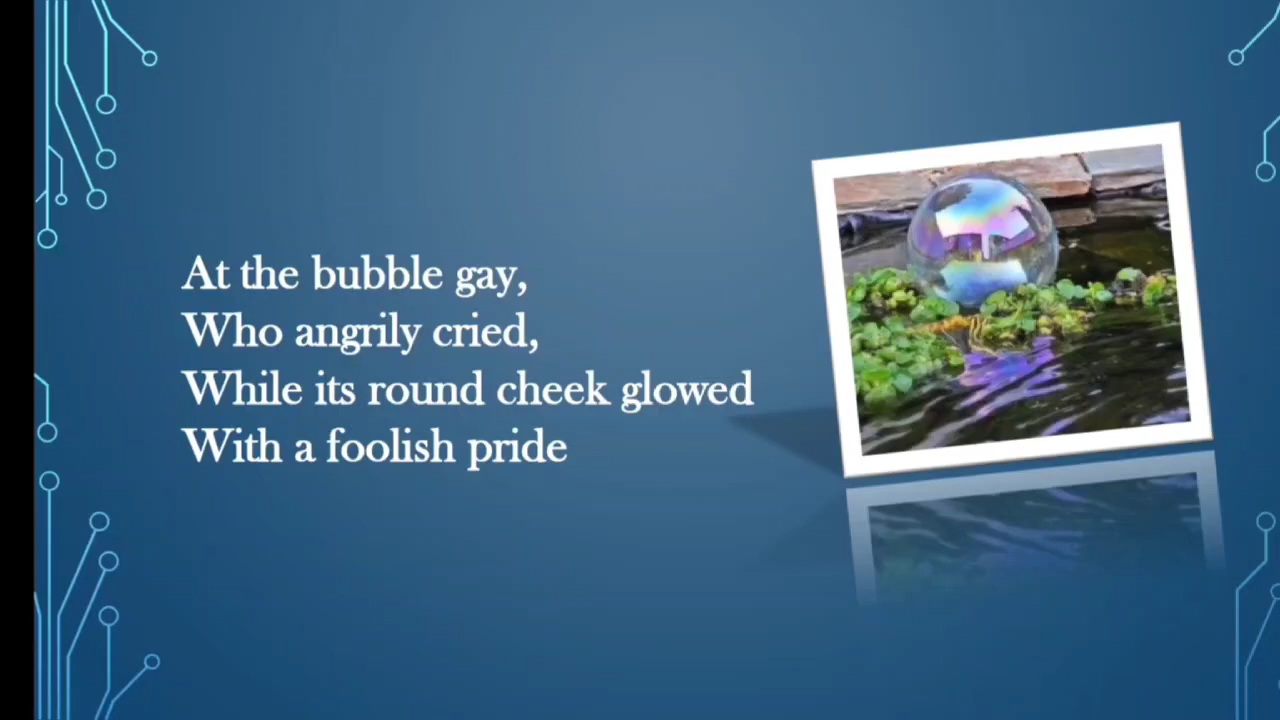 At the bubble gay,
Who angrily cried,
While its round cheek glowed
With a foolish pride